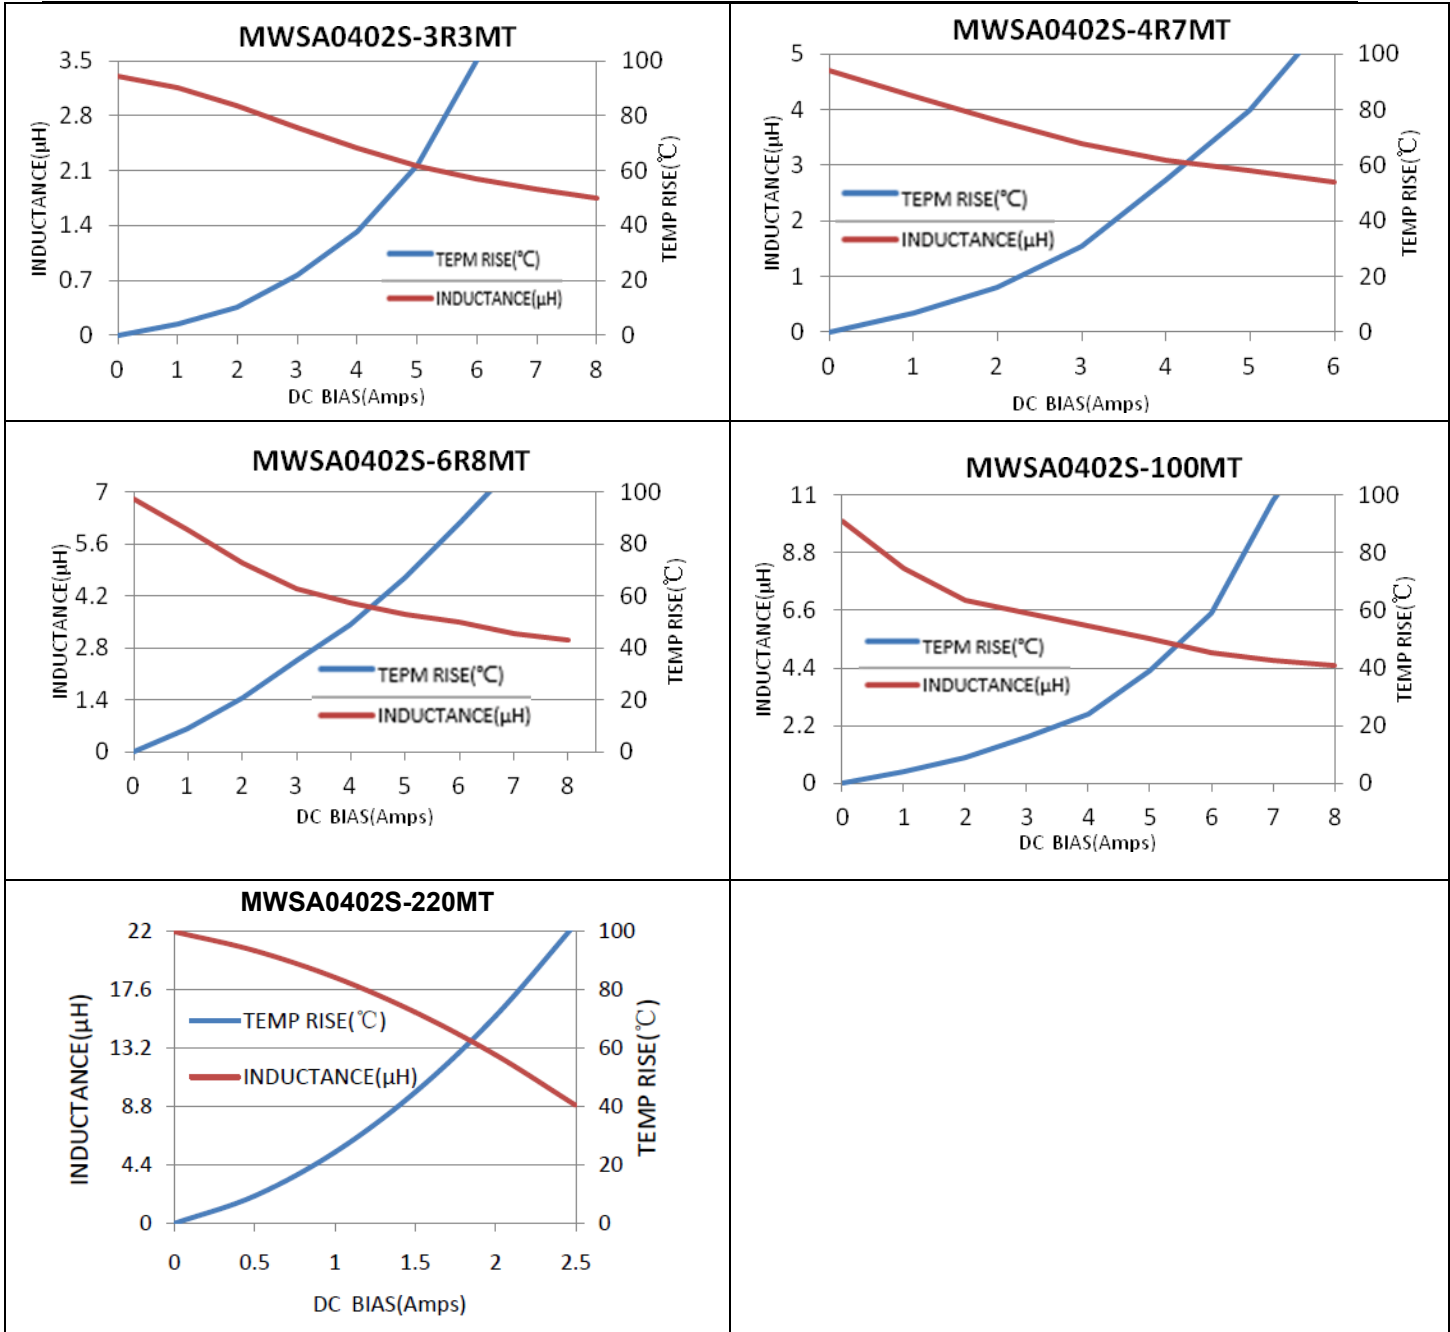 MWSA0402S-3R3MT
3.5
2.8
2.1
1.4
0.7
0
INDUCTANCE(μH)
100
80
60
40
20
0
TEMP RISE(℃)
TEPM RISE(℃)
INDUCTANCE(μH)
0 1 2 3 4 5 6 7 8
DC BIAS(Amps)
MWSA0402S-4R7MT
5
4
3
2
1
0
INDUCTANCE(μH)
100
80
60
40
20
0
TEMP RISE(℃)
TEPM RISE(℃)
INDUCTANCE(μH)
0 1 2 3 4 5 6
DC BIAS(Amps)
MWSA0402S-6R8MT
7
5.6
4.2
2.8
1.4
0
INDUCTANCE(μH)
100
80
60
40
20
0
TEMP RISE(℃)
TEPM RISE(℃)
INDUCTANCE(μH)
0 1 2 3 4 5 6 7 8
DC BIAS(Amps)
MWSA0402S-100MT
11
8.8
6.6
4.4
2.2
0
INDUCTANCE(μH)
100
80
60
40
20
0
TEMP RISE(℃)
TEPM RISE(℃)
INDUCTANCE(μH)
0 1 2 3 4 5 6 7 8
DC BIAS(Amps)
MWSA0402S-220MT
22
17.6
13.2
8.8
4.4
0
INDUCTANCE(μH)
100
80
60
40
20
0
TEMP RISE(℃)
TEMP RISE(℃)
INDUCTANCE(μH)
0 0.5 1 1.5 2 2.5
DC BIAS(Amps)